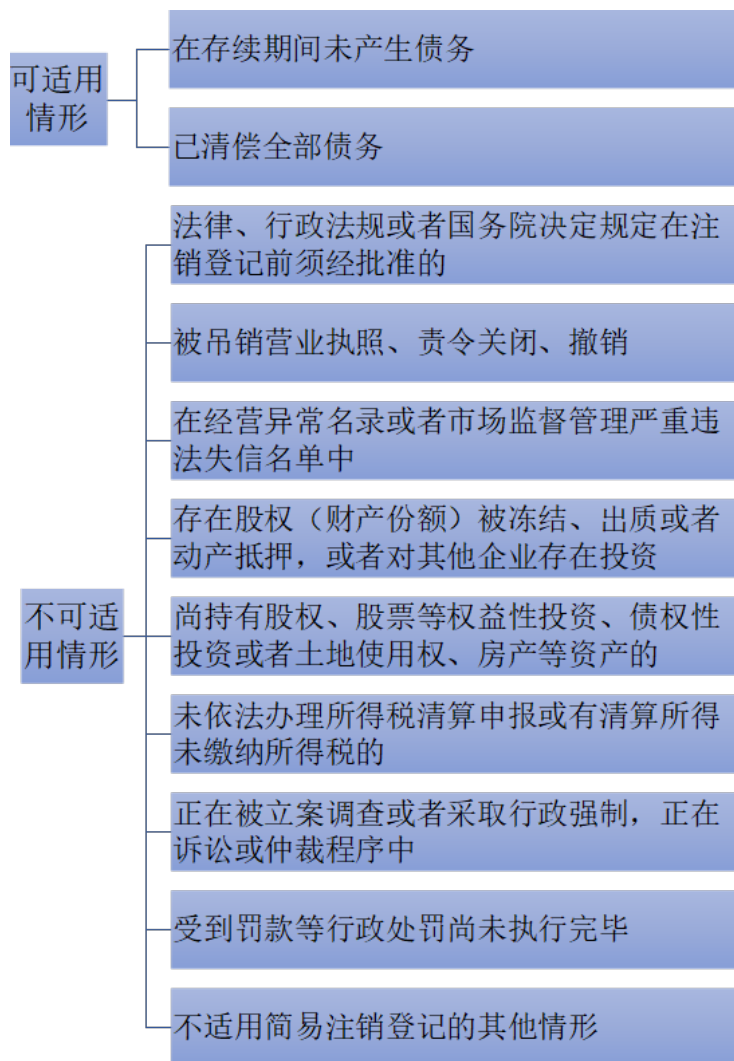 可适用
情形
在存续期间未产生债务
已清偿全部债务
不可适
用情形
法律、行政法规或者国务院决定规定在注
销登记前须经批准的
被吊销营业执照、责令关闭、撤销
在经营异常名录或者市场监督管理严重违
法失信名单中
存在股权（财产份额）被冻结、出质或者
动产抵押，或者对其他企业存在投资
尚持有股权、股票等权益性投资、债权性
投资或者土地使用权、房产等资产的
未依法办理所得税清算申报或有清算所得
未缴纳所得税的
正在被立案调查或者采取行政强制，正在
诉讼或仲裁程序中
受到罚款等行政处罚尚未执行完毕
不适用简易注销登记的其他情形